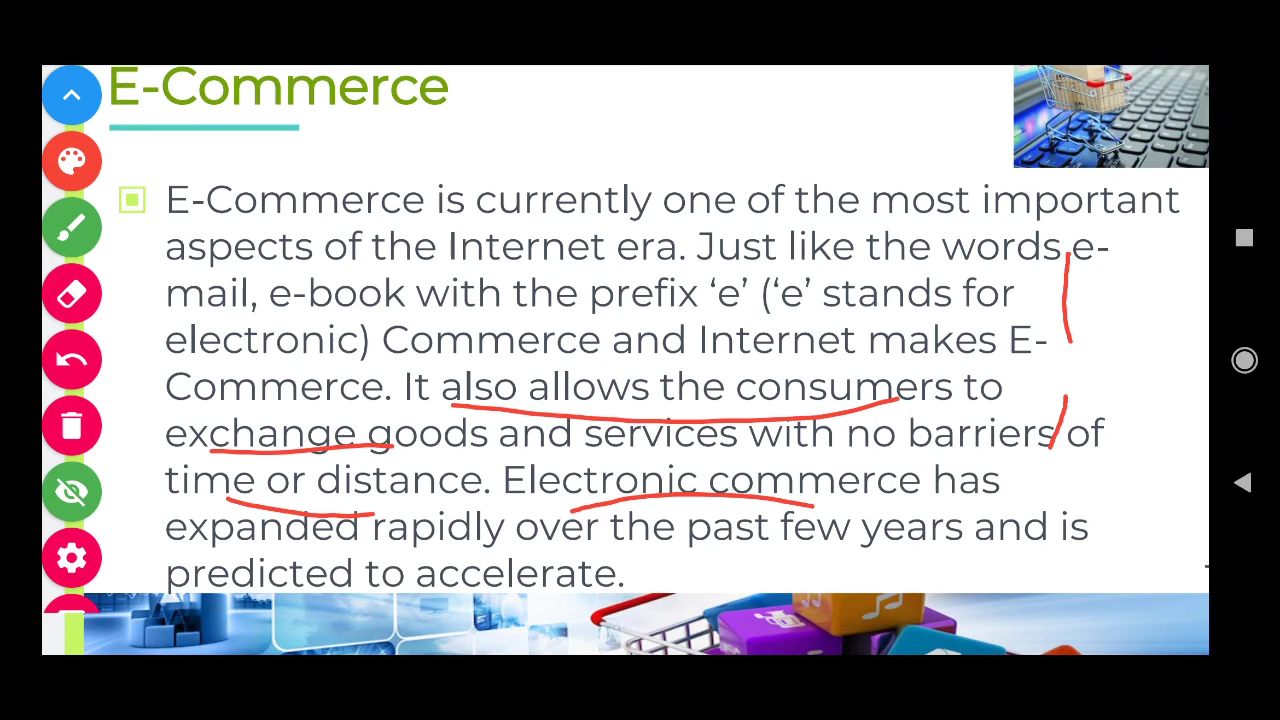 E-Commerce
E-Commerce is currently one of the most important
aspects of the Internet era. Just like the words e-
mail, e-book with the prefix ‘e’ (‘e’ stands for
electronic) Commerce and Internet makes E-
Commerce. It also allows the consumers to
exchange goods and services with no barriers of
time or distance. Electronic commerce has
expanded rapidly over the past few years and is
predicted to accelerate.